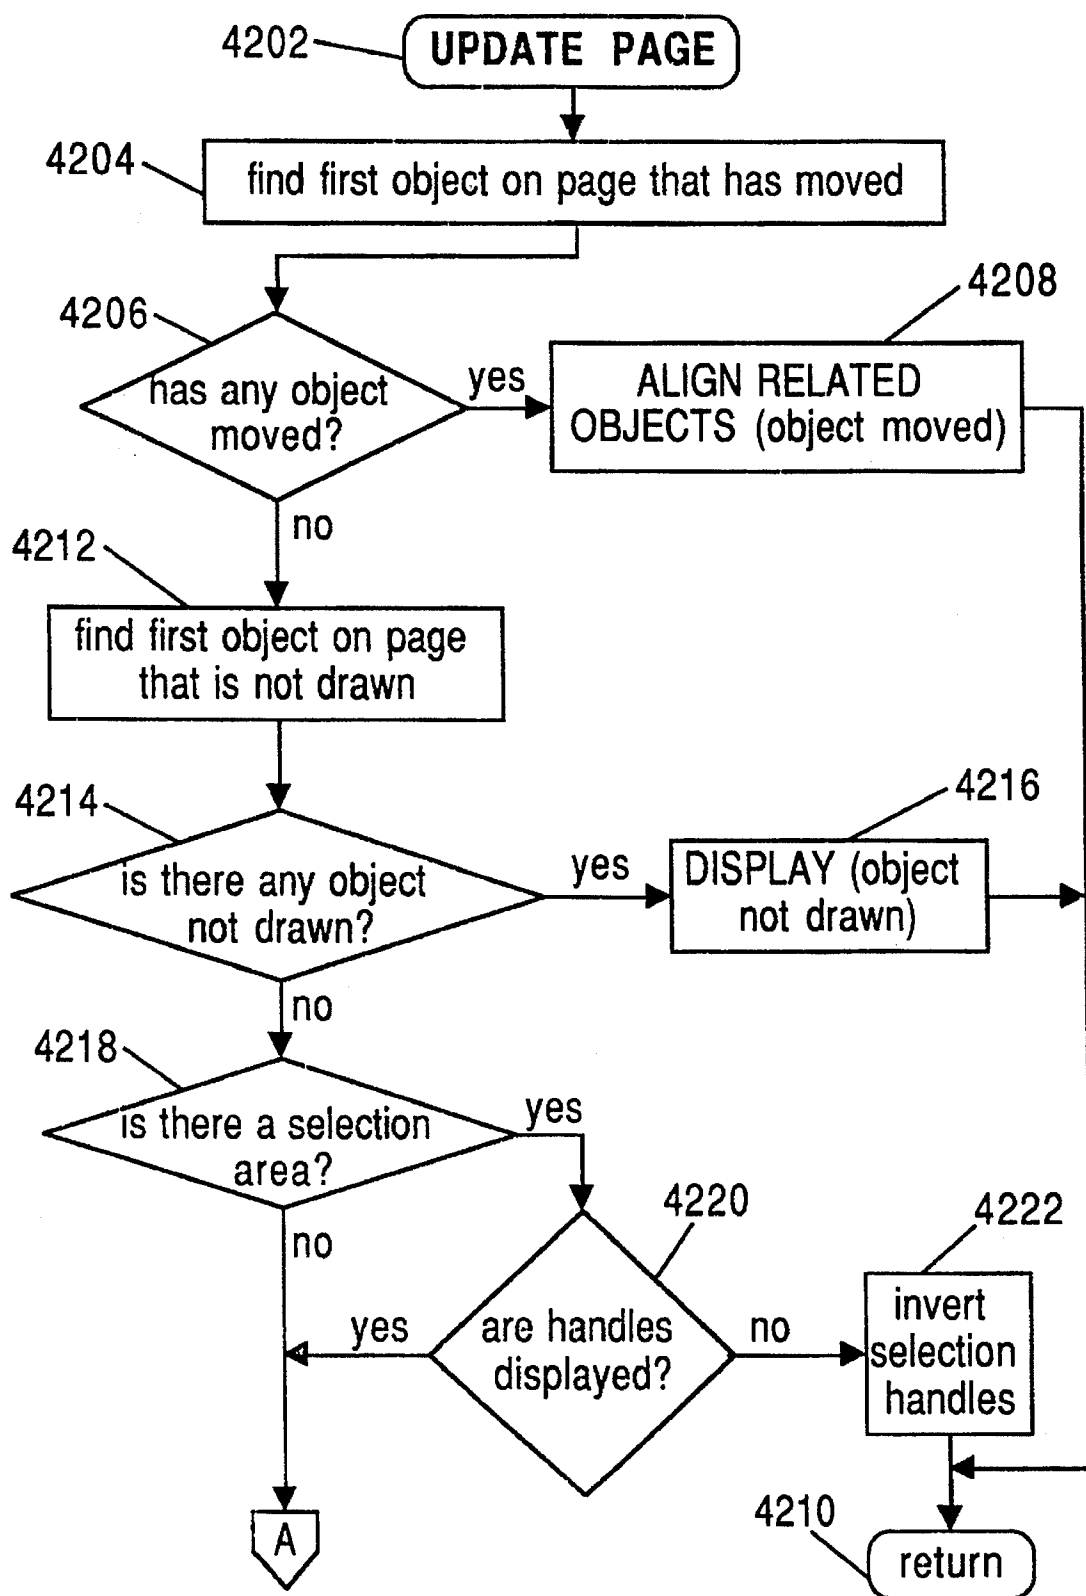 4202
UPDATE PAGE
4204
find first object on page that has moved
4206
has any object
moved?
yes
4208
ALIGN RELATED
OBJECTS (object moved)
no
4212
find first object on page
that is not drawn
4214
is there any object
not drawn?
yes
4216
DISPLAY (object
not drawn)
no
4218
is there a selection
area?
yes
no
4220
are handles
displayed?
yes
no
4222
invert
selection
handles
A
4210
return